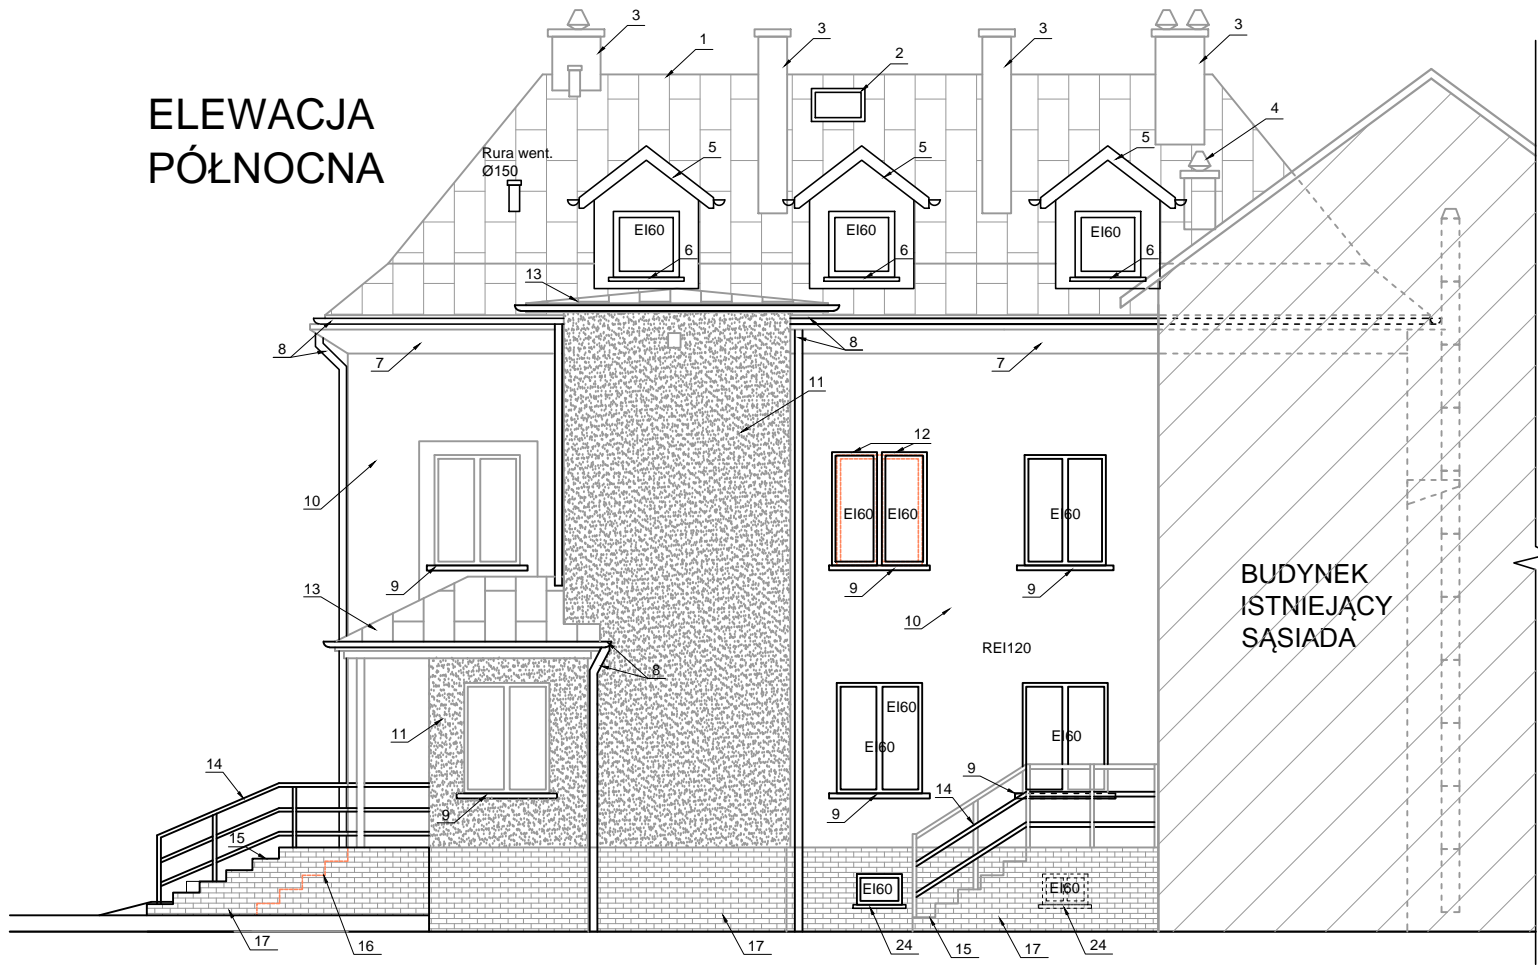 ELEWACJA
PÓŁNOCNA
3
1
3
2
3
3
4
5
5
5
Rura went.
Ø150
EI60
EI60
EI60
6
6
6
13
8
7
8
7
11
12
10
EI60
EI60
EI60
9
9
9
13
10
REI120
BUDYNEK
ISTNIEJĄCY
SĄSIADA
8
11
EI60
EI60
EI60
14
9
14
9
9
15
EI60
EI60
17
16
17
24
15
17
24